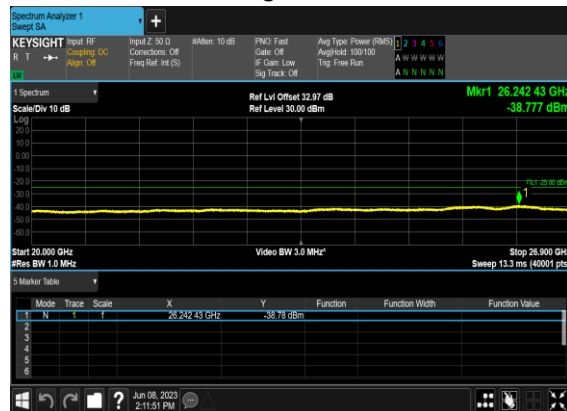 Spectrum Analyzer 1
Swept SA
+
KEYSIGHT Input: RF Input Z: 50 Ω #Atten: 10 dB PNO: Fast Avg Type: Power (RMS) 1 2 3 4 5 6
R T Coupling: DC Corrections: Off Gate: Off Avg|Hold: 100/100 A W W W W W
Align: Off Freq Ref: Int (S) IF Gain: Low Trig: Free Run
LXI Sig Track: Off A N N N N N
1 Spectrum Ref Lvl Offset 32.97 dB Mkr1 26.242 43 GHz
Scale/Div 10 dB Ref Level 30.00 dBm -38.777 dBm
Log
20.0
10.0
0.00
-10.0
-20.0
DL1 -25.00 dBm
-30.0
1
-40.0
-50.0
-60.0
Start 20.000 GHz Video BW 3.0 MHz* Stop 26.900 GHz
#Res BW 1.0 MHz Sweep 13.3 ms (40001 pts)
5 Marker Table
Mode Trace Scale X Y Function Function Width Function Value
1 N 1 f 26.242 43 GHz -38.78 dBm
2
3
4
5
6
? Jun 08, 2023
2:11:51 PM